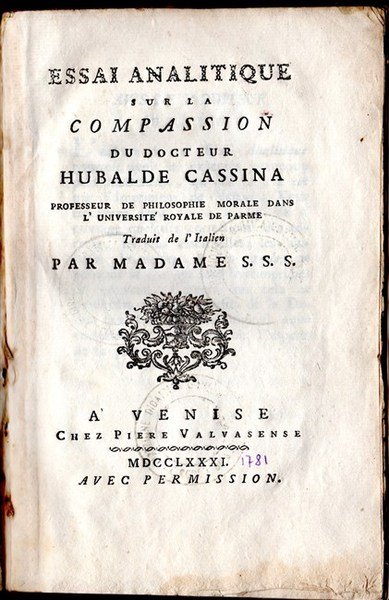 ESSAI ANALITIQUE
SUR LA
COMPASSION
DU DOCTEUR
HUBALDE CASSINA
PROFESSEUR DE PHILOSOPHIE MORALE DANS
L' UNIVERSITE' ROYALE DE PARME
Traduit de l'Italien
PAR MADAME S. S. S.
A' VENISE
CHEZ PIERE VALVASENSE
MDCCLXXXI. 1781
AVEC PERMISSION.